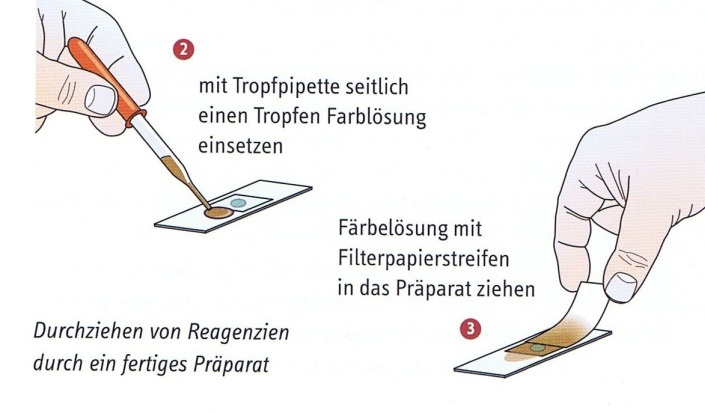 2
mit Tropfpipette seitlich
einen Tropfen Farblösung
einsetzen
Färbelösung mit
Filterpapierstreifen
in das Präparat ziehen
3
Durchziehen von Reagenzien
durch ein fertiges Präparat